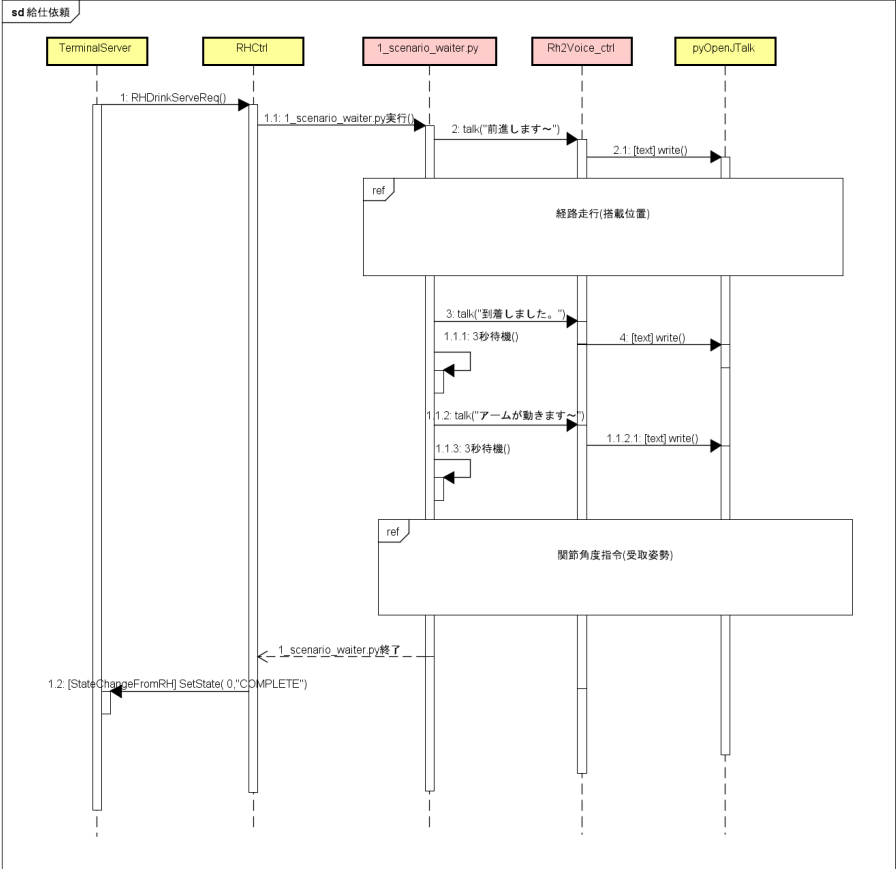 sd 給仕依頼
TerminalServer
RHCtrl
1_scenario_waiter.py
Rh2Voice_ctrl
pyOpenJTalk
1: RHDrinkServeReq()
1.1: 1_scenario_waiter.py実行()
2: talk("前進します～")
2.1: [text] write()
ref
経路走行(搭載位置)
3: talk("到着しました。")
1.1.1: 3秒待機()
4: [text] write()
1.1.2: talk("アームが動きます～")
1.1.2.1: [text] write()
1.1.3: 3秒待機()
ref
関節角度指令(受取姿勢)
1_scenario_waiter.py終了
1.2: [StateChangeFromRH] SetState( 0,"COMPLETE")